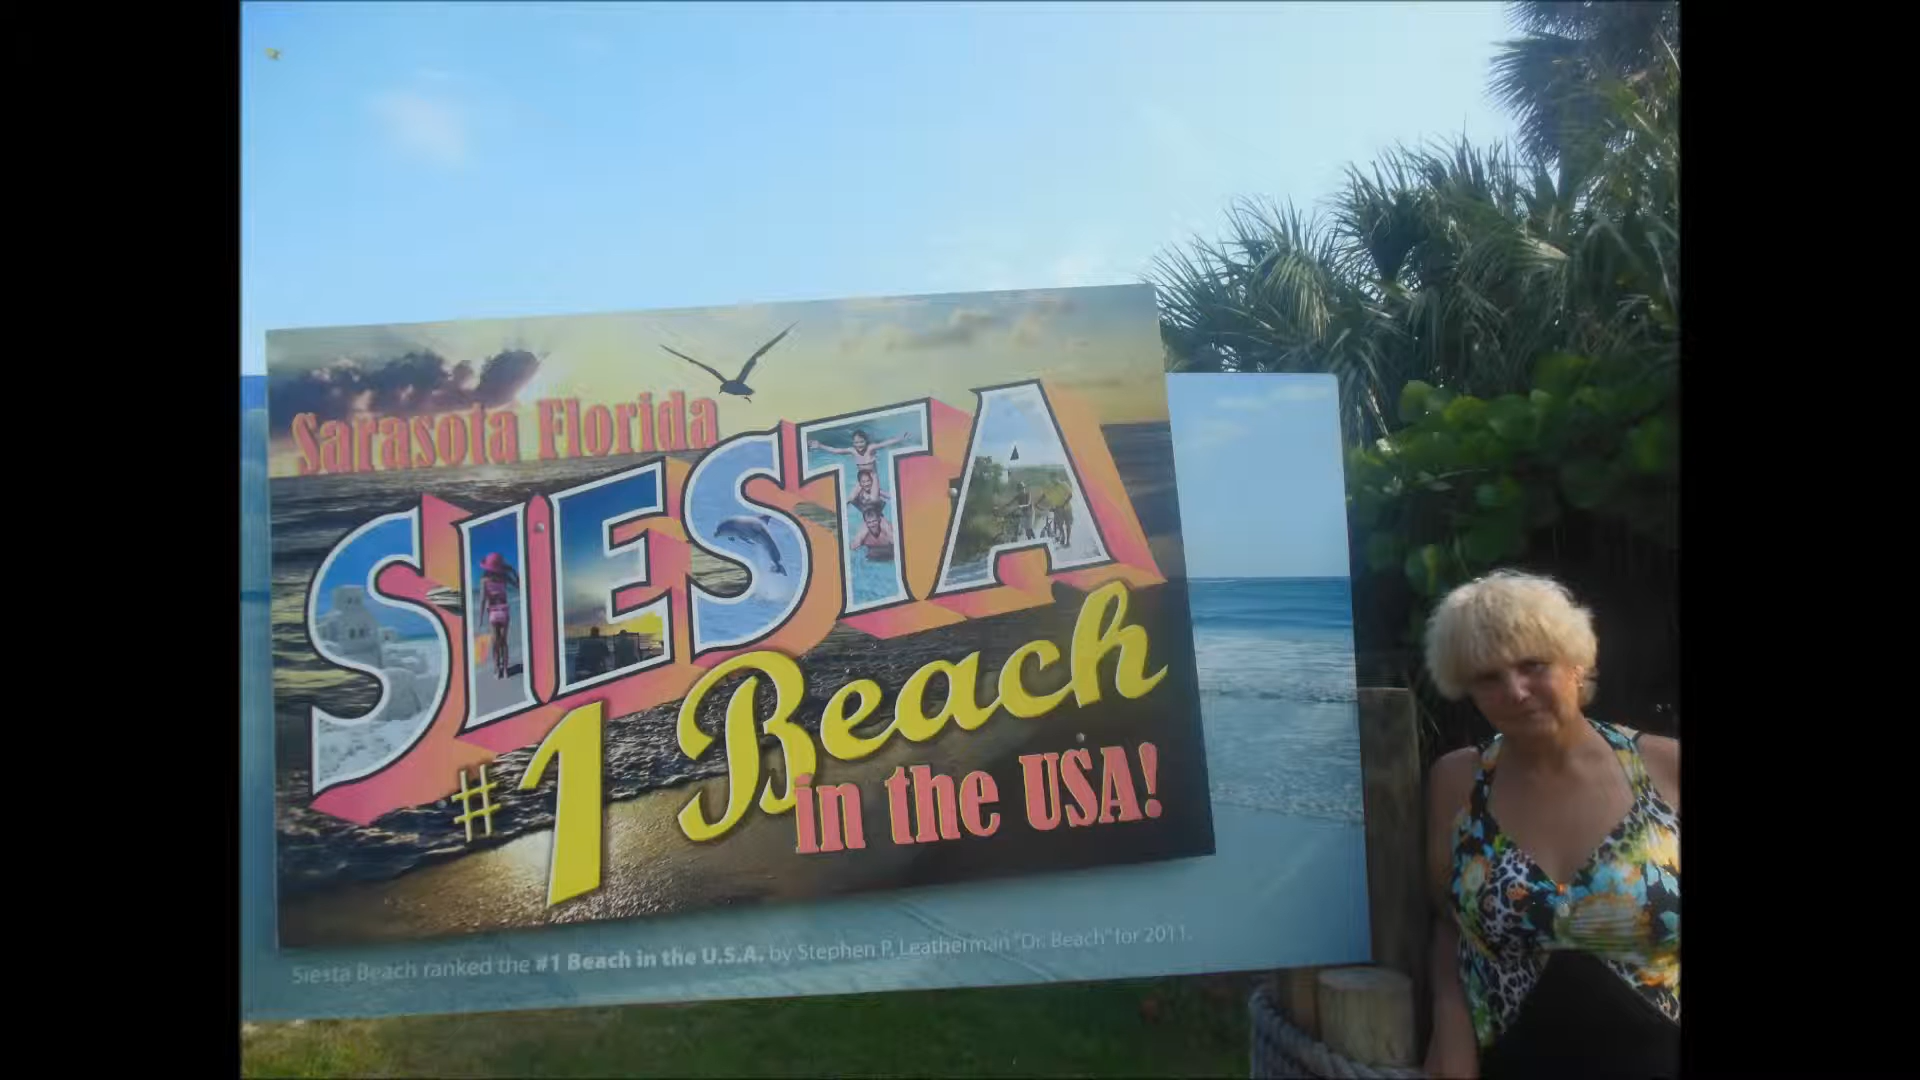 Sarasota Florida
SIESTA
#1 Beach
in the USA!
Siesta Beach ranked the #1 Beach in the U.S.A. by Stephen P. Leatherman "Dr. Beach" for 2011.